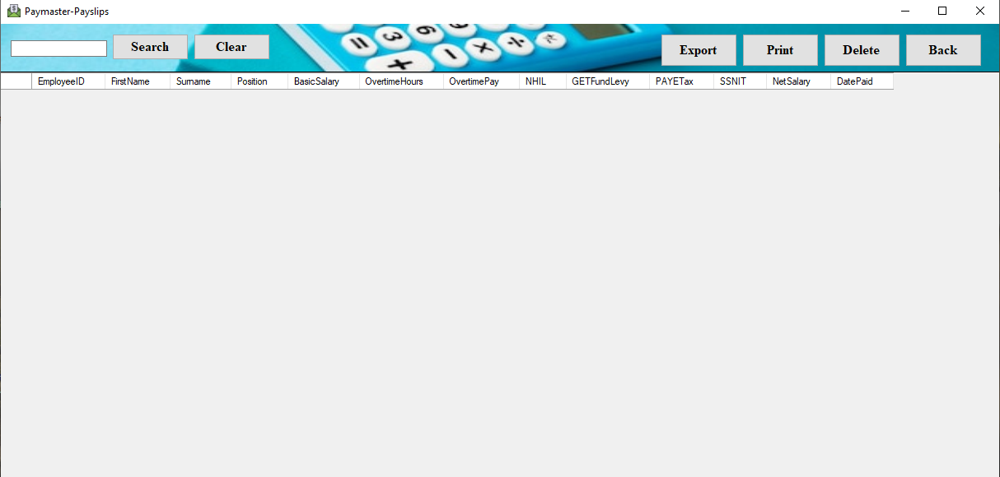 Paymaster-Payslips
Search Clear Export Print Delete Back
EmployeeID FirstName Surname Position BasicSalary OvertimeHours OvertimePay NHIL GETFundLevy PAYETax SSNIT NetSalary DatePaid